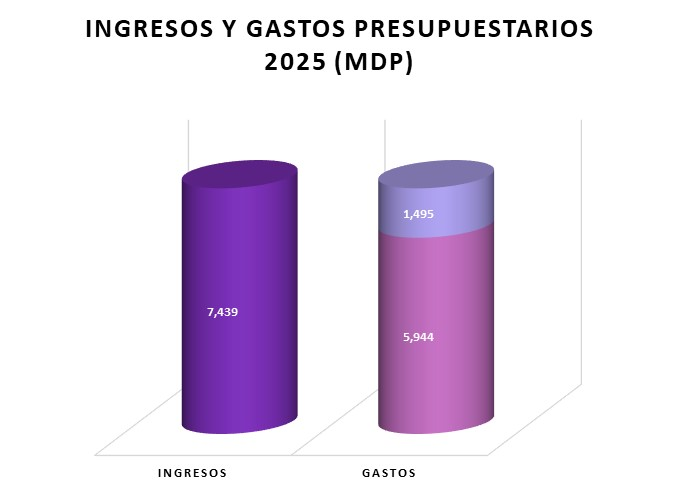 INGRESOS Y GASTOS PRESUPUESTARIOS
2025 (MDP)
1,495
7,439
5,944
INGRESOS
GASTOS